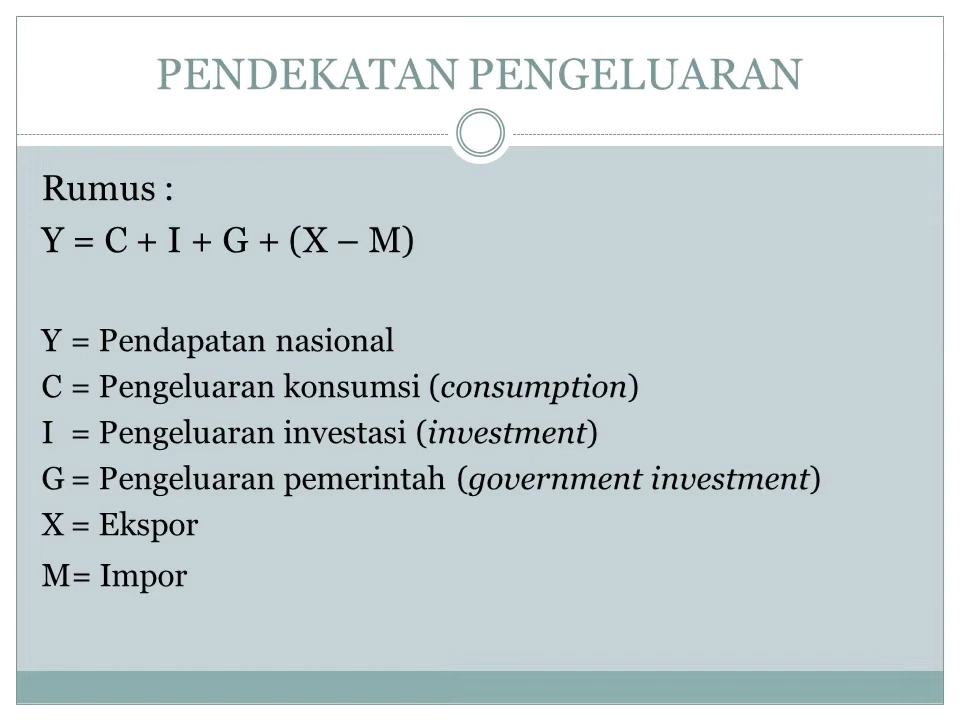 PENDEKATAN PENGELUARAN
Rumus :
Y = C + I + G + (X – M)
Y = Pendapatan nasional
C = Pengeluaran konsumsi (consumption)
I = Pengeluaran investasi (investment)
G = Pengeluaran pemerintah (government investment)
X = Ekspor
M= Impor